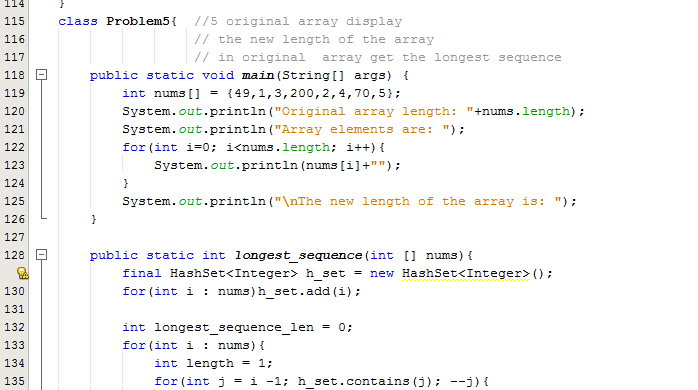 114 }
115 class Problem5{ //5 original array display
116 // the new length of the array
117 // in original array get the longest sequence
118 public static void main(String[] args) {
119 int nums[] = {49,1,3,200,2,4,70,5};
120 System.out.println("Original array length: "+nums.length);
121 System.out.println("Array elements are: ");
122 for(int i=0; i<nums.length; i++){
123 System.out.println(nums[i]+"");
124 }
125 System.out.println("\nThe new length of the array is: ");
126 }
127
128 public static int longest_sequence(int [] nums){
final HashSet<Integer> h_set = new HashSet<Integer>();
130 for(int i : nums)h_set.add(i);
131
132 int longest_sequence_len = 0;
133 for(int i : nums){
134 int length = 1;
135 for(int j = i -1; h_set.contains(j); --j){